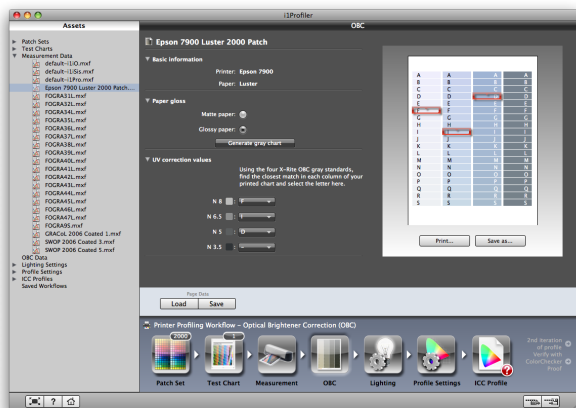 i1Profiler
Assets
OBC
Patch Sets
Test Charts
Measurement Data
default-i1iO.mxf
default-i1iSis.mxf
default-i1Pro.mxf
Epson 7900 Luster 2000 Patch....
FOGRA31L.mxf
FOGRA32L.mxf
FOGRA33L.mxf
FOGRA34L.mxf
FOGRA35L.mxf
FOGRA36L.mxf
FOGRA37L.mxf
FOGRA38L.mxf
FOGRA39L.mxf
FOGRA40L.mxf
FOGRA41L.mxf
FOGRA42L.mxf
FOGRA43L.mxf
FOGRA44L.mxf
FOGRA45L.mxf
FOGRA46L.mxf
FOGRA47L.mxf
FOGRA9S.mxf
GRACoL 2006 Coated 1.mxf
SWOP 2006 Coated 3.mxf
SWOP 2006 Coated 5.mxf
OBC Data
Lighting Settings
Profile Settings
ICC Profiles
Saved Workflows
Epson 7900 Luster 2000 Patch
Basic information
Printer: Epson 7900
Paper: Luster
Paper gloss
Matte paper:
Glossy paper:
Generate gray chart
UV correction values
Using the four X-Rite OBC gray standards,
find the closest match in each column of your
printed chart and select the letter here.
N 8 : F
N 6.5 : I
N 5 : D
N 3.5 : -
A A A A
B B B B
C C C C
D D D
E E E E
F F F
G G G G
H H H H
I I I
J J J J
K K K K
L L L L
M M M M
N N N N
O O O O
P P P P
Q Q Q Q
R R R R
S S S S
Print...
Save as...
Page Data
Load
Save
Printer Profiling Workflow - Optical Brightener Correction (OBC)
2000
1
Patch Set
Test Chart
Measurement
OBC
Lighting
Profile Settings
ICC Profile
?
2nd iteration
of profile
Verify with
ColorChecker
Proof
?